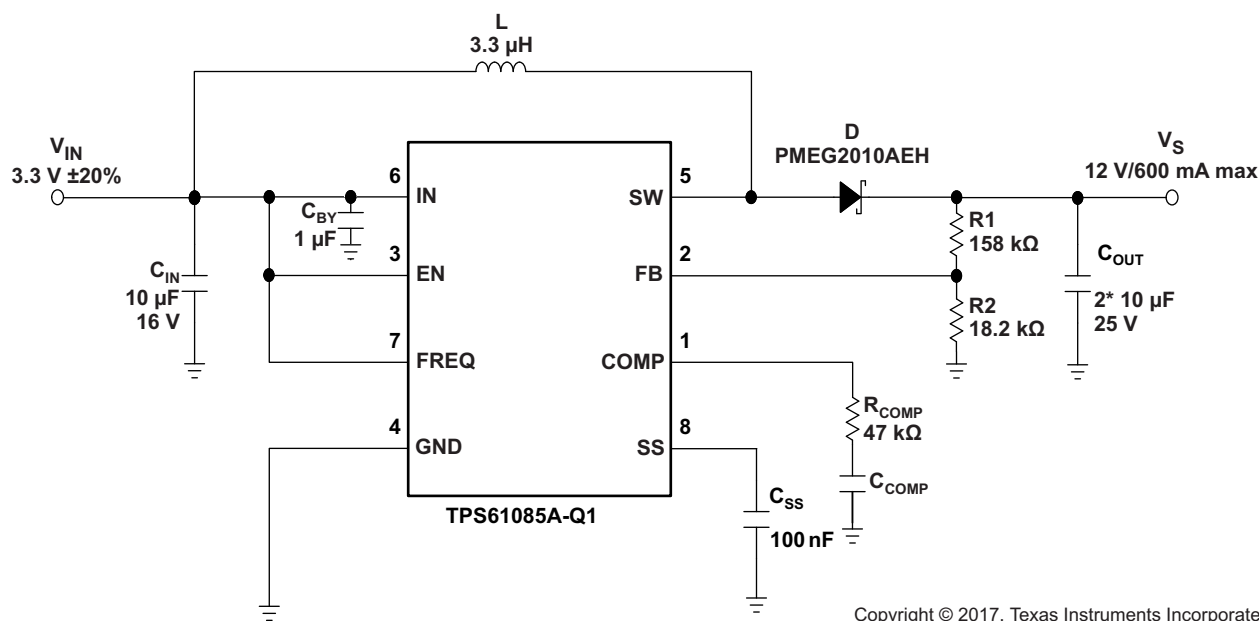 L
3.3 µH
V_IN
3.3 V ±20%
C_IN
10 µF
16 V
C_BY
1 µF
6
IN
3
EN
7
FREQ
4
GND
5
SW
2
FB
1
COMP
8
SS
TPS61085A-Q1
D
PMEG2010AEH
V_S
12 V/600 mA max
R1
158 kΩ
R2
18.2 kΩ
C_OUT
2* 10 µF
25 V
R_COMP
47 kΩ
C_COMP
C_SS
100 nF
Copyright © 2017, Texas Instruments Incorporate